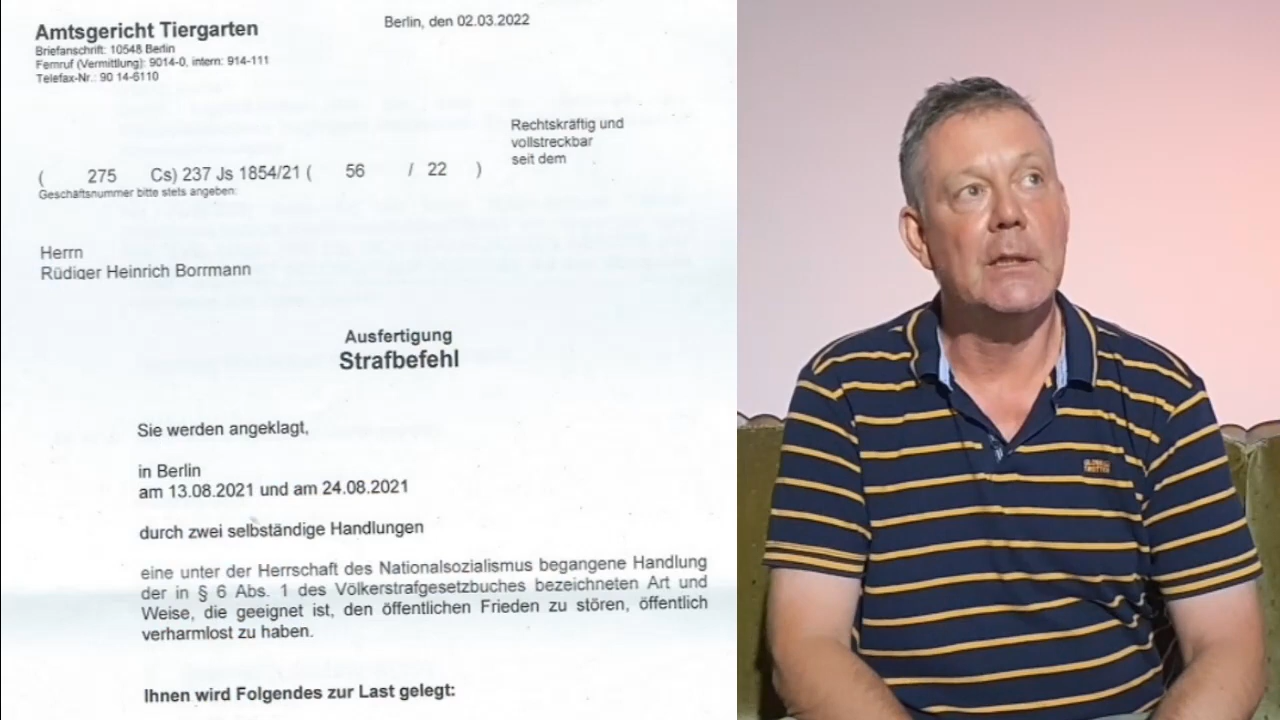 Amtsgericht Tiergarten
Berlin, den 02.03.2022
Briefanschrift: 10548 Berlin
Fernruf (Vermittlung): 9014-0, intern: 914-111
Telefax-Nr.: 90 14-6110
Rechtskräftig und
vollstreckbar
seit dem
( 275 Cs) 237 Js 1854/21 ( 56 / 22 )
Geschäftsnummer bitte stets angeben:
Herrn
Rüdiger Heinrich Borrmann
Ausfertigung
Strafbefehl
Sie werden angeklagt,
in Berlin
am 13.08.2021 und am 24.08.2021
durch zwei selbständige Handlungen
eine unter der Herrschaft des Nationalsozialismus begangene Handlung
der in § 6 Abs. 1 des Völkerstrafgesetzbuches bezeichneten Art und
Weise, die geeignet ist, den öffentlichen Frieden zu stören, öffentlich
verharmlost zu haben.
Ihnen wird Folgendes zur Last gelegt: